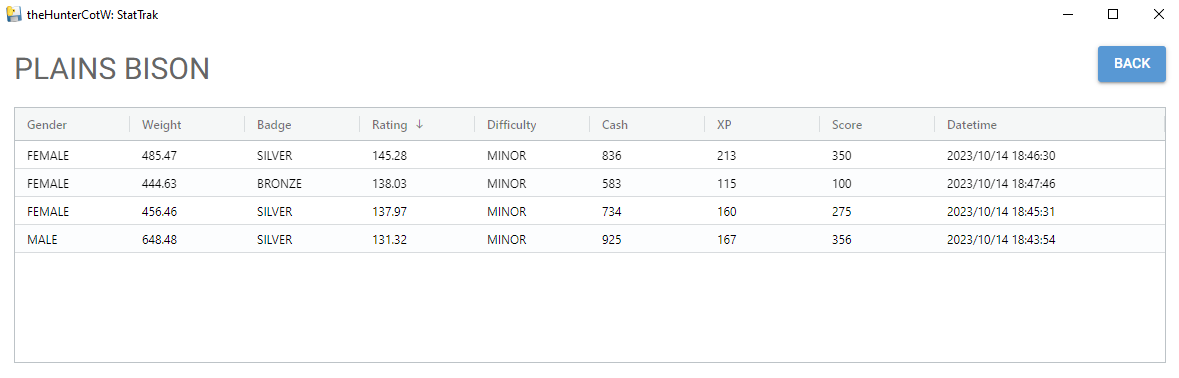 theHunterCotW: StatTrak
PLAINS BISON
BACK
Gender Weight Badge Rating ↓ Difficulty Cash XP Score Datetime
FEMALE 485.47 SILVER 145.28 MINOR 836 213 350 2023/10/14 18:46:30
FEMALE 444.63 BRONZE 138.03 MINOR 583 115 100 2023/10/14 18:47:46
FEMALE 456.46 SILVER 137.97 MINOR 734 160 275 2023/10/14 18:45:31
MALE 648.48 SILVER 131.32 MINOR 925 167 356 2023/10/14 18:43:54